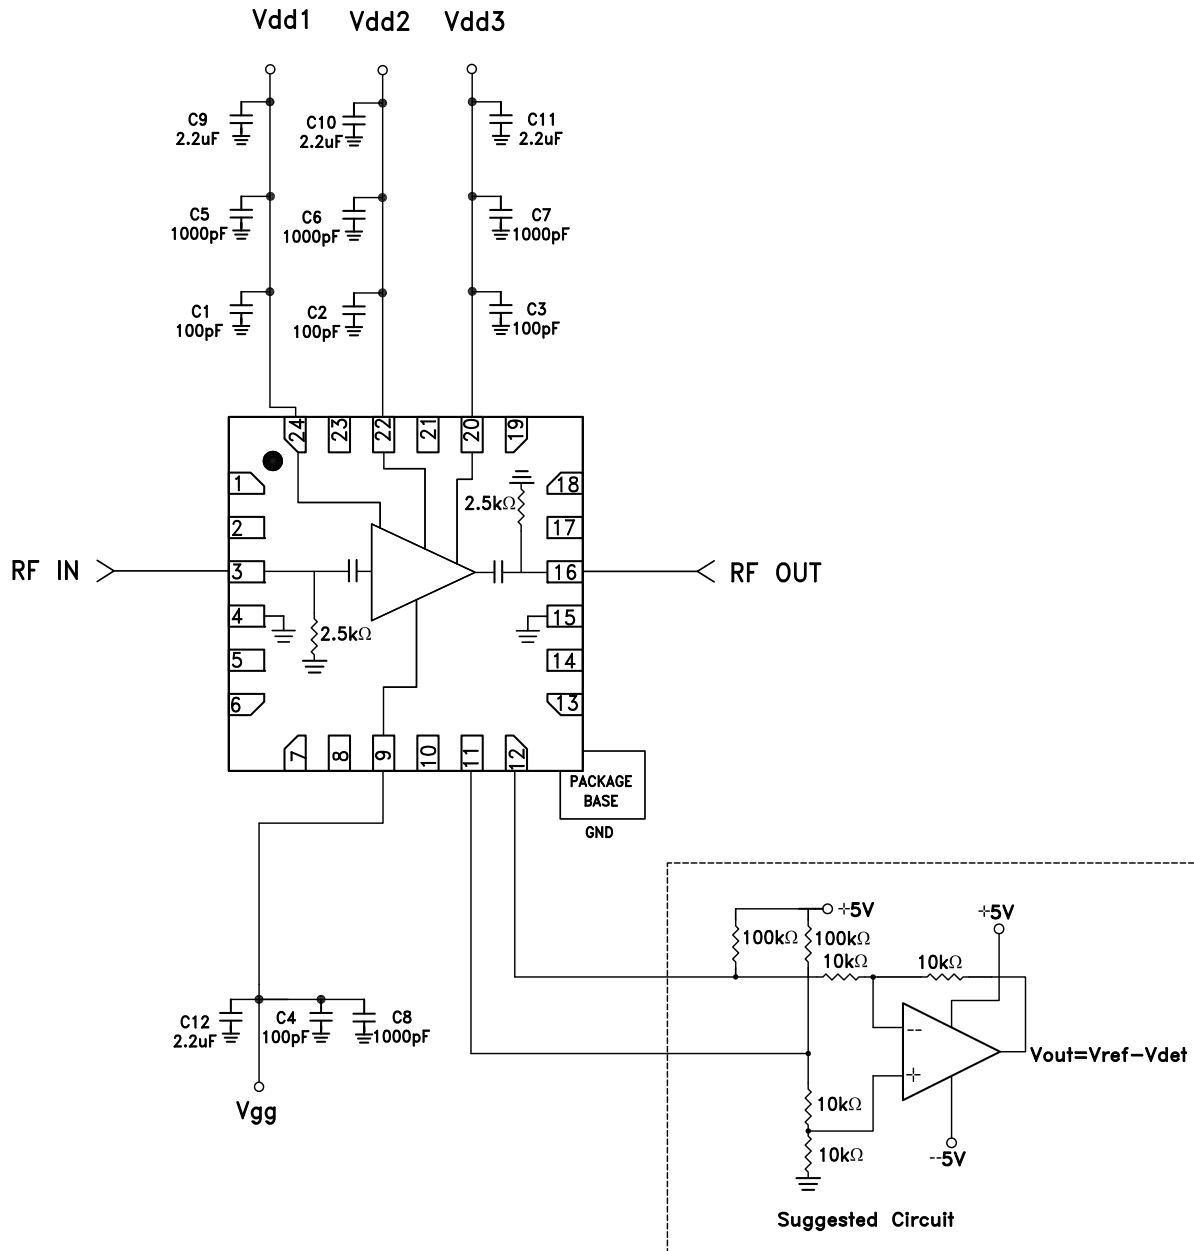 Vdd1 Vdd2 Vdd3
C9
2.2uF
C10
2.2uF
C11
2.2uF
C5
1000pF
C6
1000pF
C7
1000pF
C1
100pF
C2
100pF
C3
100pF
24 23 22 21 20 19
1
2
3
4
5
6
18
17
16
15
14
13
2.5kΩ
RF IN
RF OUT
2.5kΩ
7 8 9 10 11 12
PACKAGE
BASE
GND
+5V
+5V
100kΩ
100kΩ
10kΩ
10kΩ
C12
2.2uF
C4
100pF
C8
1000pF
--
+
Vout=Vref-Vdet
Vgg
10kΩ
10kΩ
--5V
Suggested Circuit